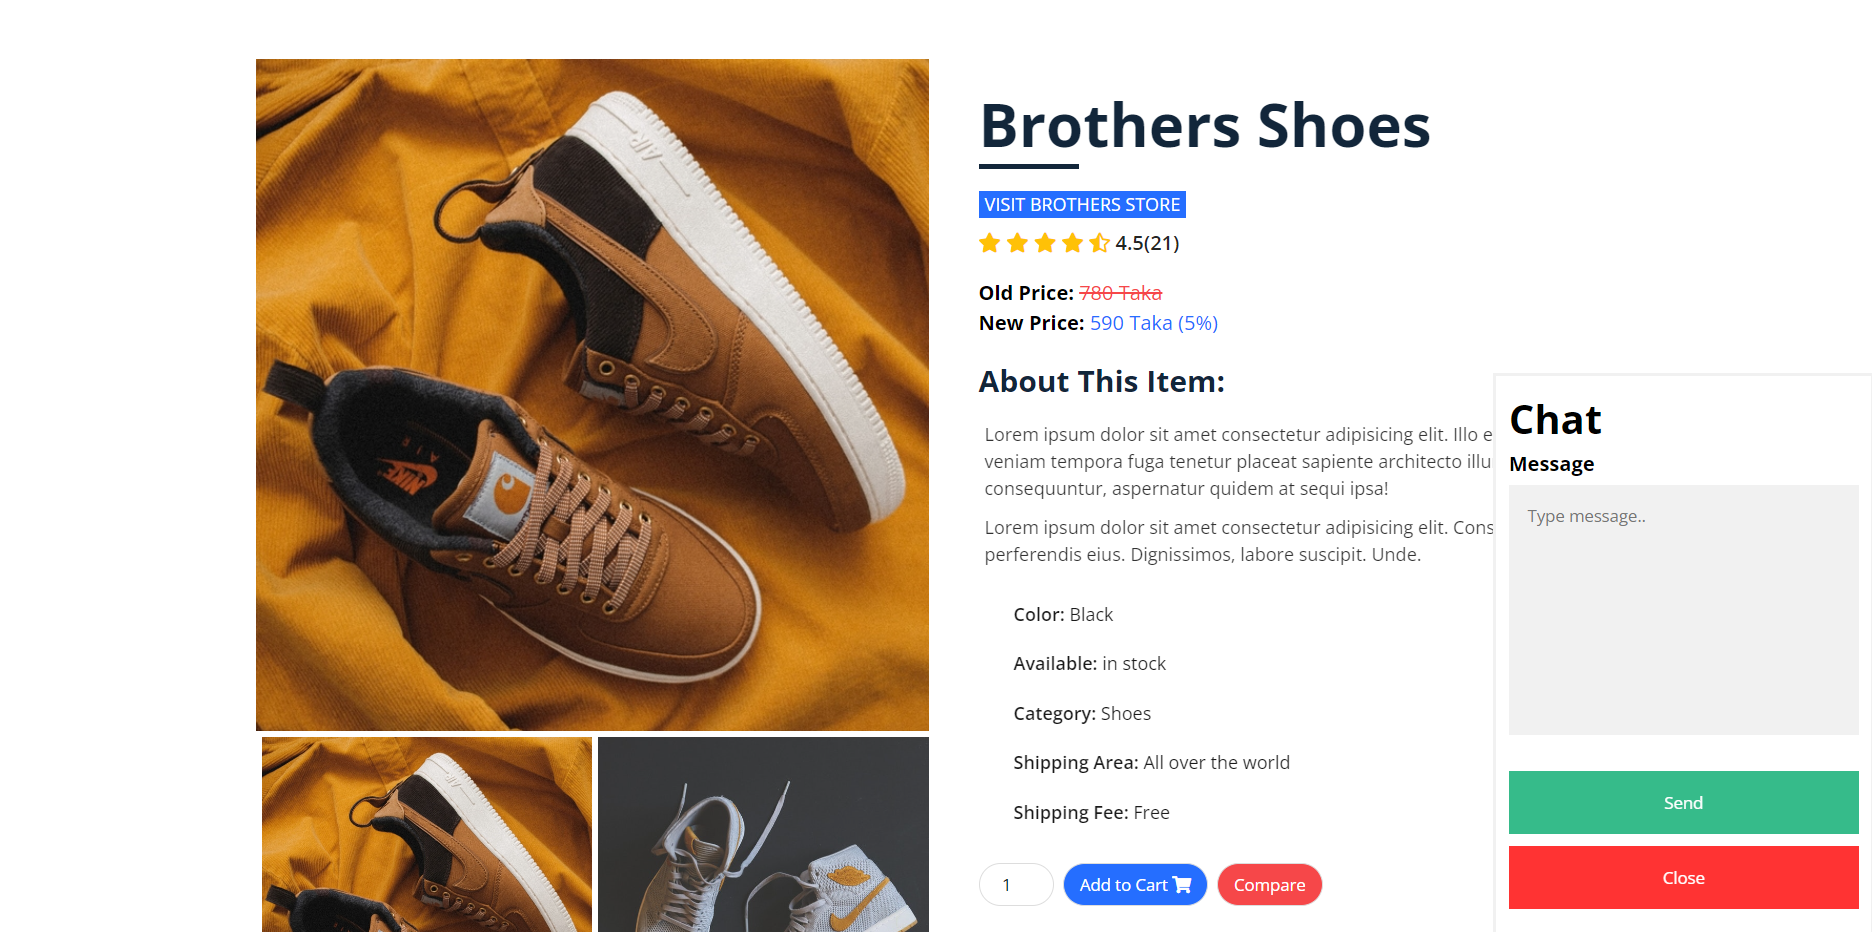 Brothers Shoes
VISIT BROTHERS STORE
4.5(21)
Old Price: 780 Taka
New Price: 590 Taka (5%)
About This Item:
Lorem ipsum dolor sit amet consectetur adipisicing elit. Illo e
veniam tempora fuga tenetur placeat sapiente architecto illu
consequuntur, aspernatur quidem at sequi ipsa!
Lorem ipsum dolor sit amet consectetur adipisicing elit. Cons
perferendis eius. Dignissimos, labore suscipit. Unde.
Color: Black
Available: in stock
Category: Shoes
Shipping Area: All over the world
Shipping Fee: Free
1
Add to Cart
Compare
Chat
Message
Type message..
Send
Close
AIR
NIKE
AIR